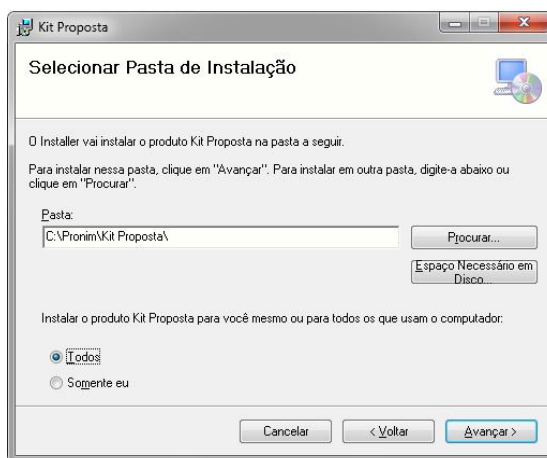 Kit Proposta
Selecionar Pasta de Instalação
O Installer vai instalar o produto Kit Proposta na pasta a seguir.
Para instalar nessa pasta, clique em "Avançar". Para instalar em outra pasta, digite-a abaixo ou
clique em "Procurar".
Pasta:
C:\Pronim\Kit Proposta\
Procurar...
Espaço Necessário em
Disco...
Instalar o produto Kit Proposta para você mesmo ou para todos os que usam o computador:
Todos
Somente eu
Cancelar
< Voltar
Avançar >